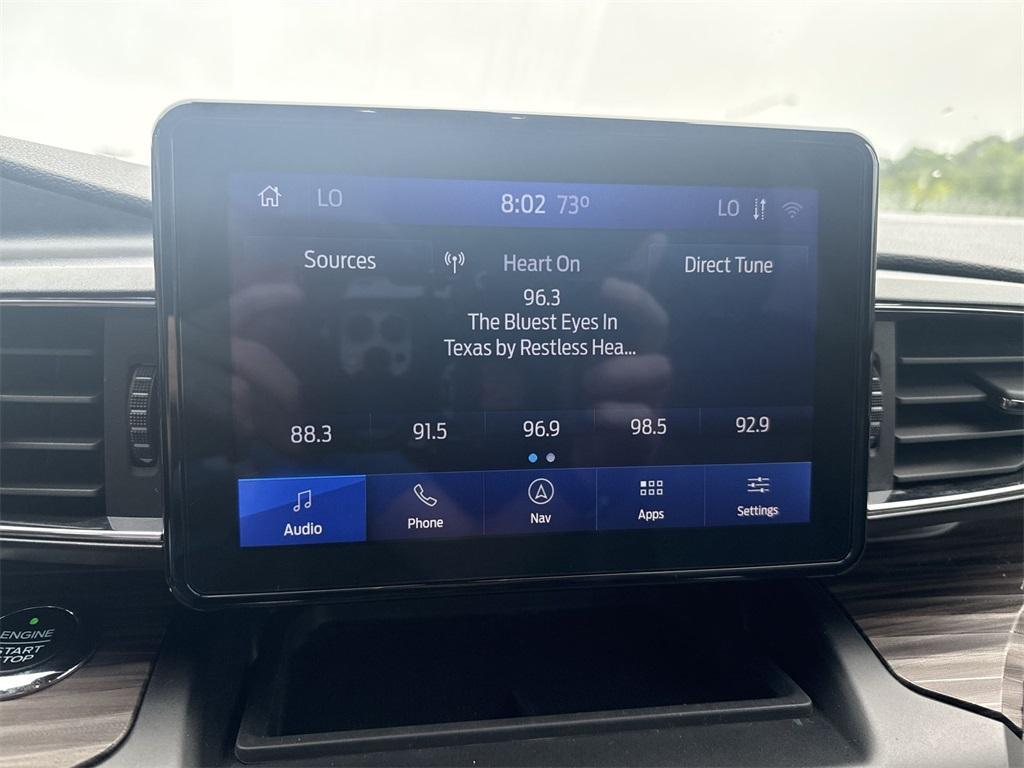 LO 8:02 73° LO
Sources Heart On Direct Tune
96.3
The Bluest Eyes In
Texas by Restless Hea...
88.3 91.5 96.9 98.5 92.9
Audio Phone Nav Apps Settings
ENGINE
START
STOP